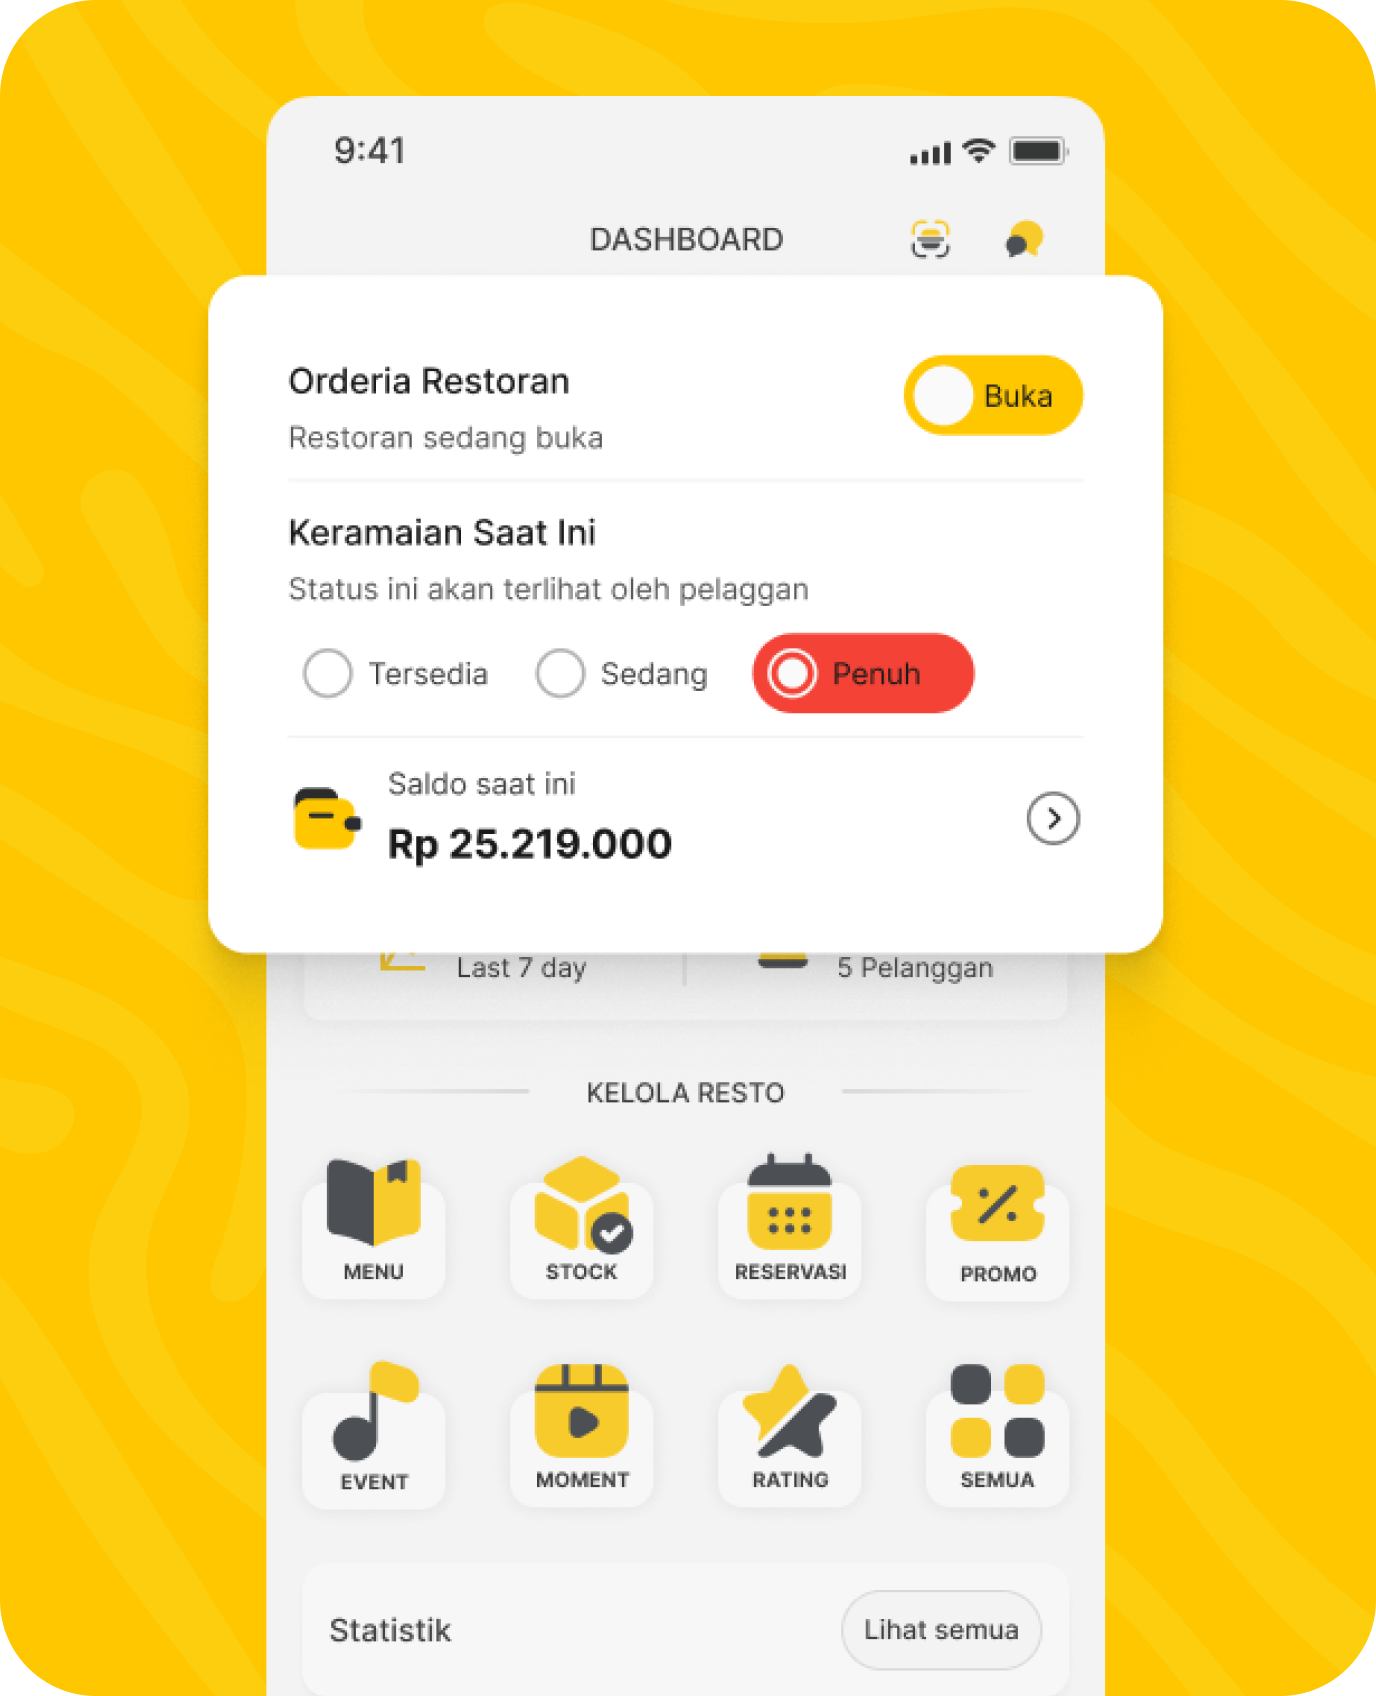 9:41
DASHBOARD
Orderia Restoran
Buka
Restoran sedang buka
Keramaian Saat Ini
Status ini akan terlihat oleh pelaggan
Tersedia
Sedang
Penuh
Saldo saat ini
Rp 25.219.000
Last 7 day
5 Pelanggan
KELOLA RESTO
MENU
STOCK
RESERVASI
PROMO
EVENT
MOMENT
RATING
SEMUA
Statistik
Lihat semua